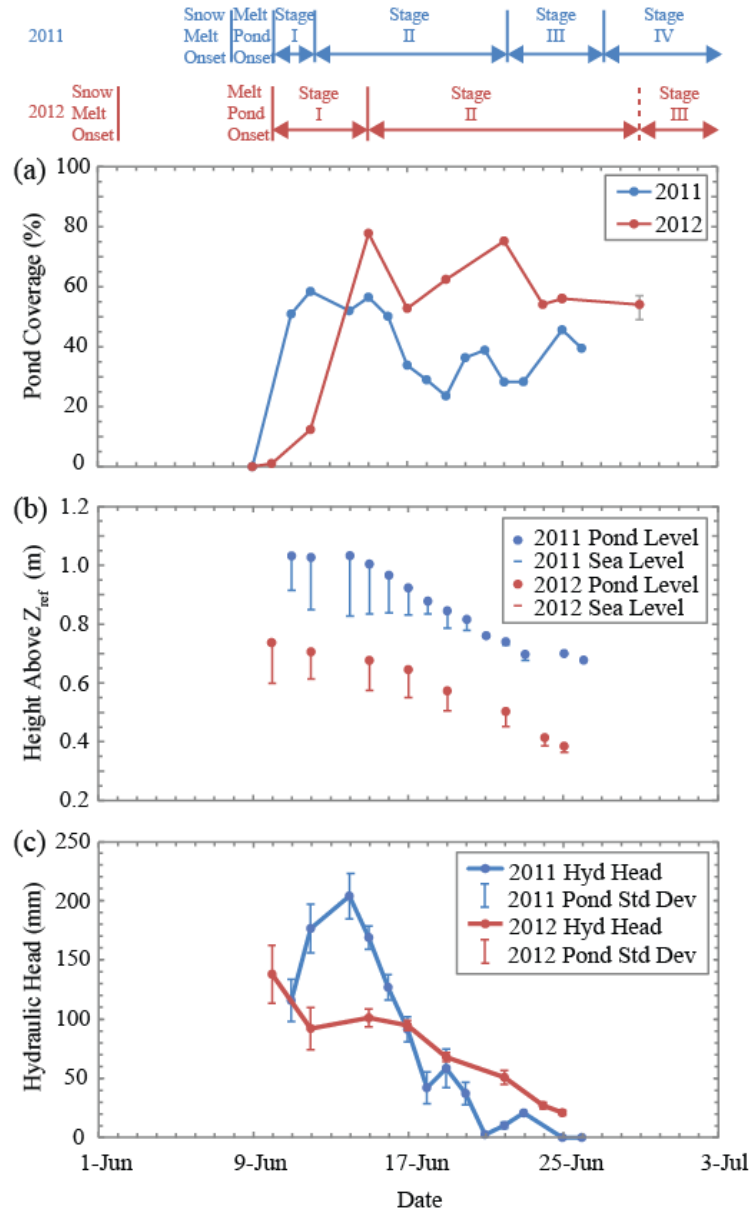 Snow Melt Stage Stage Stage Stage
2011 Melt Pond I II III IV
Onset Onset
Snow Melt Stage Stage Stage
2012 Melt Pond I II III
Onset Onset
(a)
100
80
60
40
20
0
Pond Coverage (%)
2011
2012
(b)
1.2
1.0
0.8
0.6
0.4
0.2
Height Above Zref (m)
2011 Pond Level
2011 Sea Level
2012 Pond Level
2012 Sea Level
(c)
250
200
150
100
50
0
Hydraulic Head (mm)
2011 Hyd Head
2011 Pond Std Dev
2012 Hyd Head
2012 Pond Std Dev
1-Jun 9-Jun 17-Jun 25-Jun 3-Jul
Date